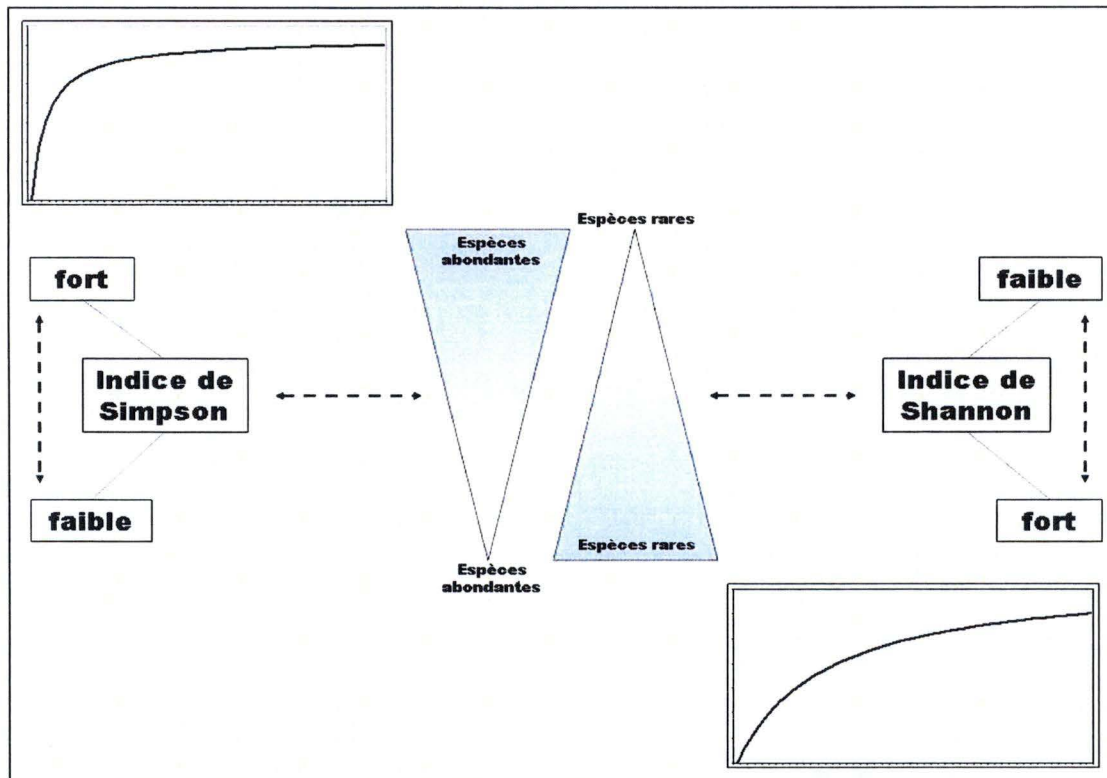 Espèces rares
Espèces
abondantes
fort
faible
Indice de
Simpson
Indice de
Shannon
faible
fort
Espèces rares
Espèces
abondantes